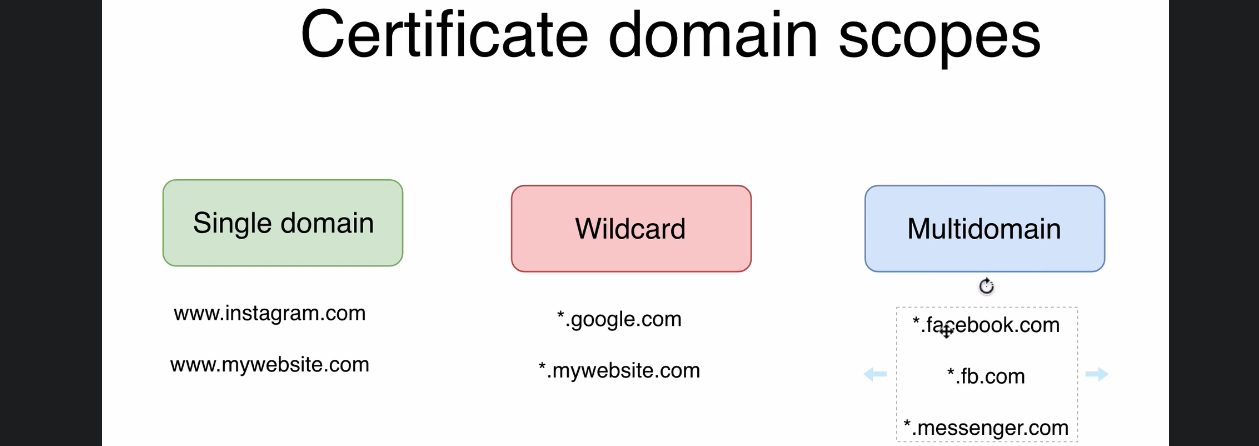 Certificate domain scopes
Single domain
www.instagram.com
www.mywebsite.com
Wildcard
*.google.com
*.mywebsite.com
Multidomain
*.facebook.com
*.fb.com
*.messenger.com